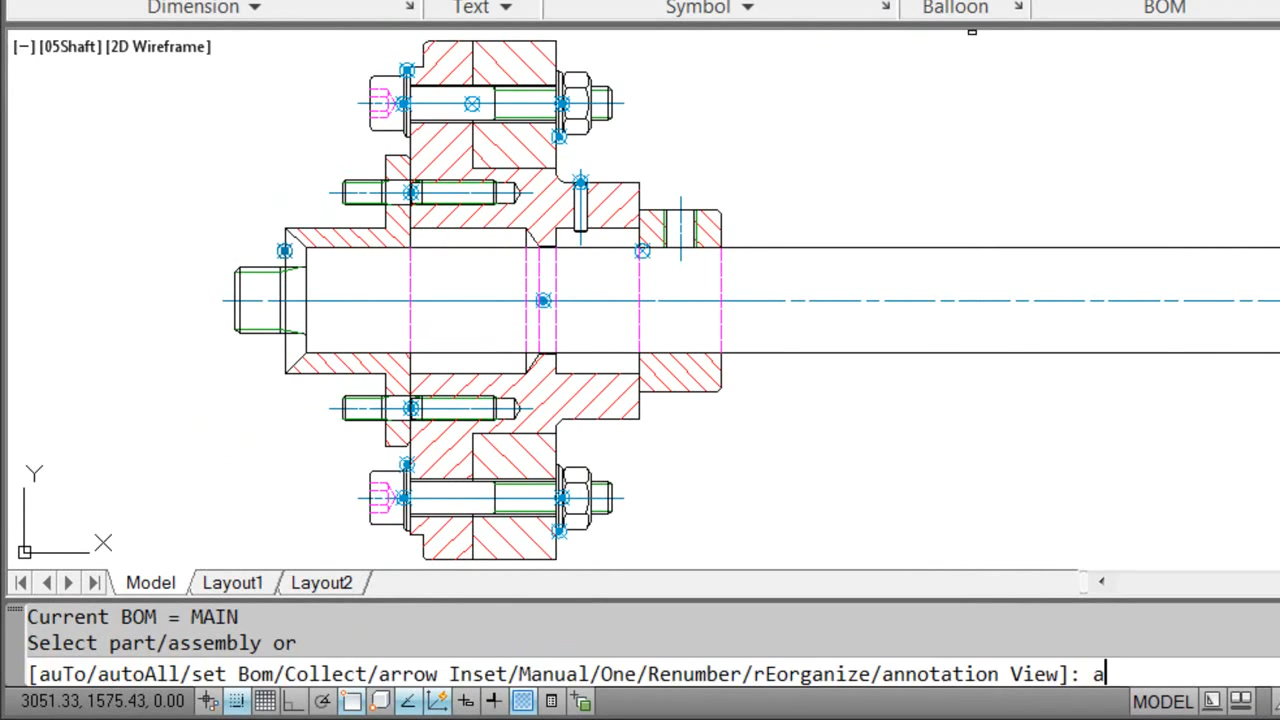 Dimension Text Symbol Balloon BOM
[−] [05Shaft] [2D Wireframe]
Y
X
Model Layout1 Layout2
Current BOM = MAIN
Select part/assembly or
[auTo/autoAll/set Bom/Collect/arrow Inset/Manual/One/Renumber/rEorganize/annotation View]: a
3051.33, 1575.43, 0.00 MODEL